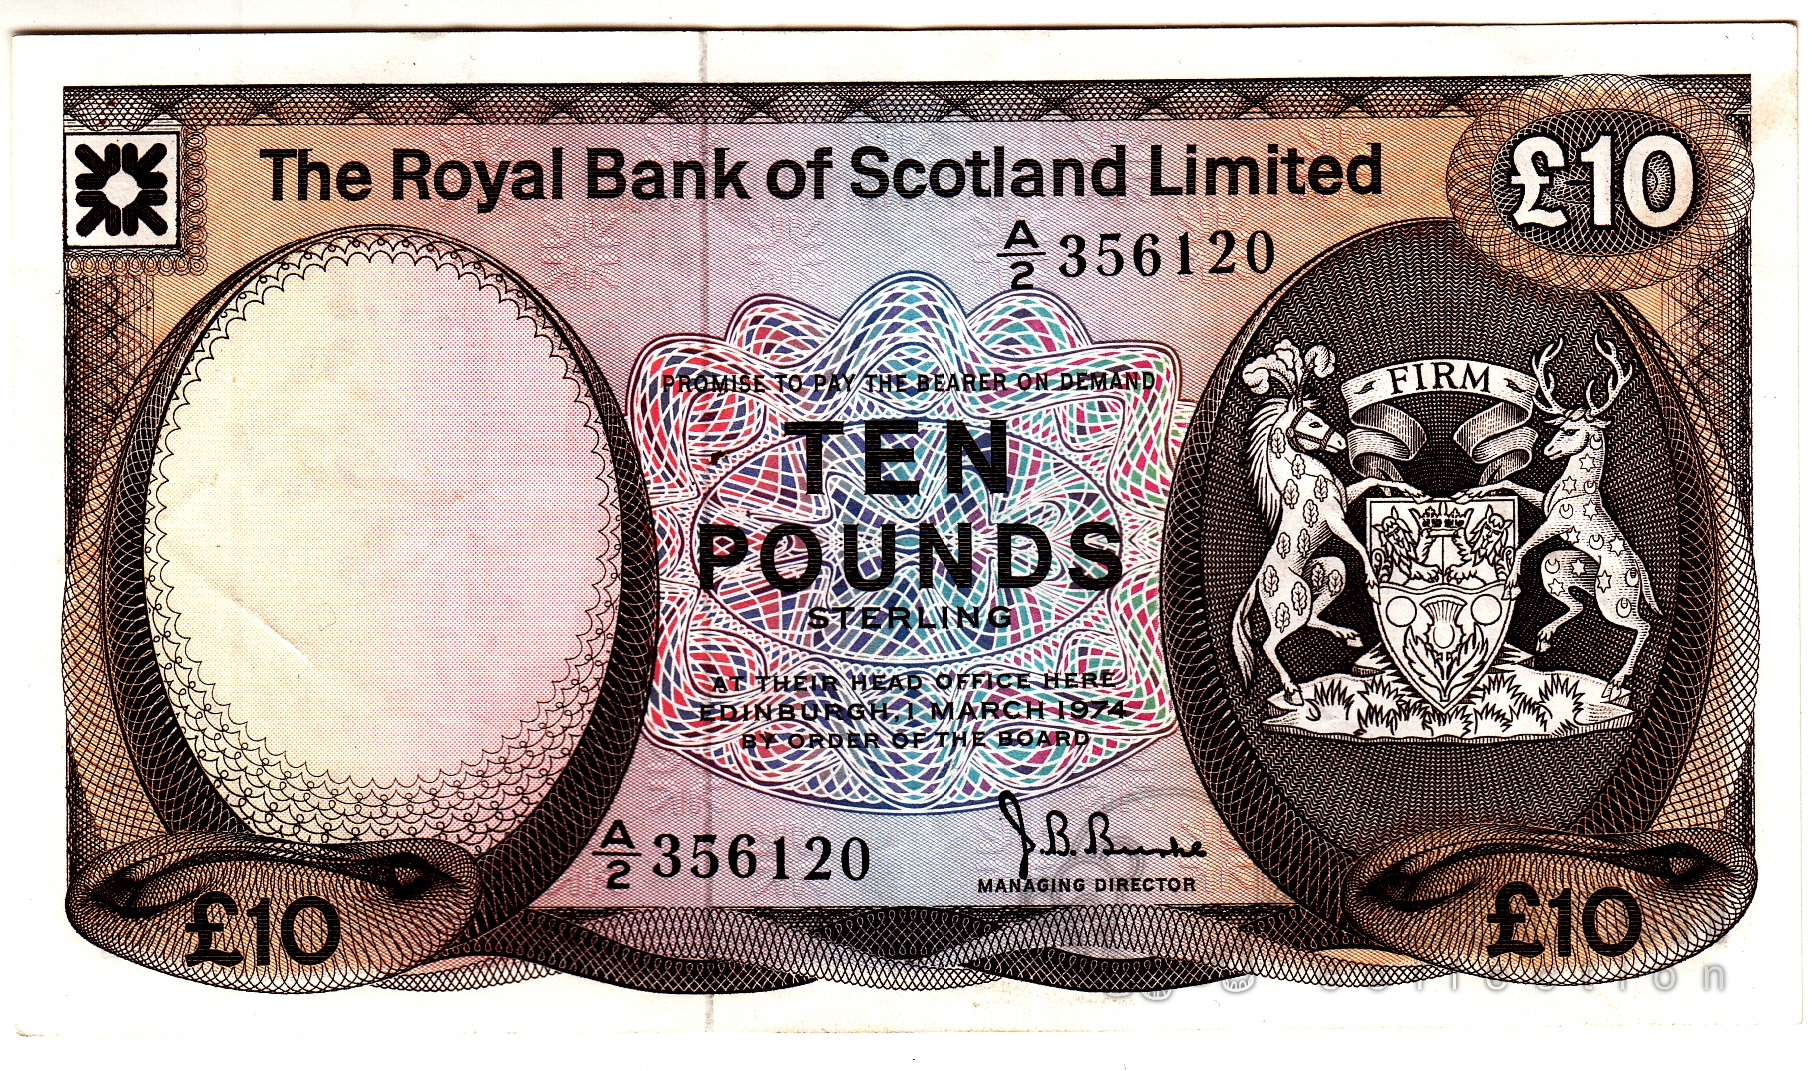 The Royal Bank of Scotland Limited
£10
A/2 356120
FIRM
PROMISE TO PAY THE BEARER ON DEMAND
TEN
POUNDS
STERLING
AT THEIR HEAD OFFICE HERE
EDINBURGH, 1 MARCH 1974
BY ORDER OF THE BOARD
A/2 356120
J.B. Burke
MANAGING DIRECTOR
£10
£10
collection